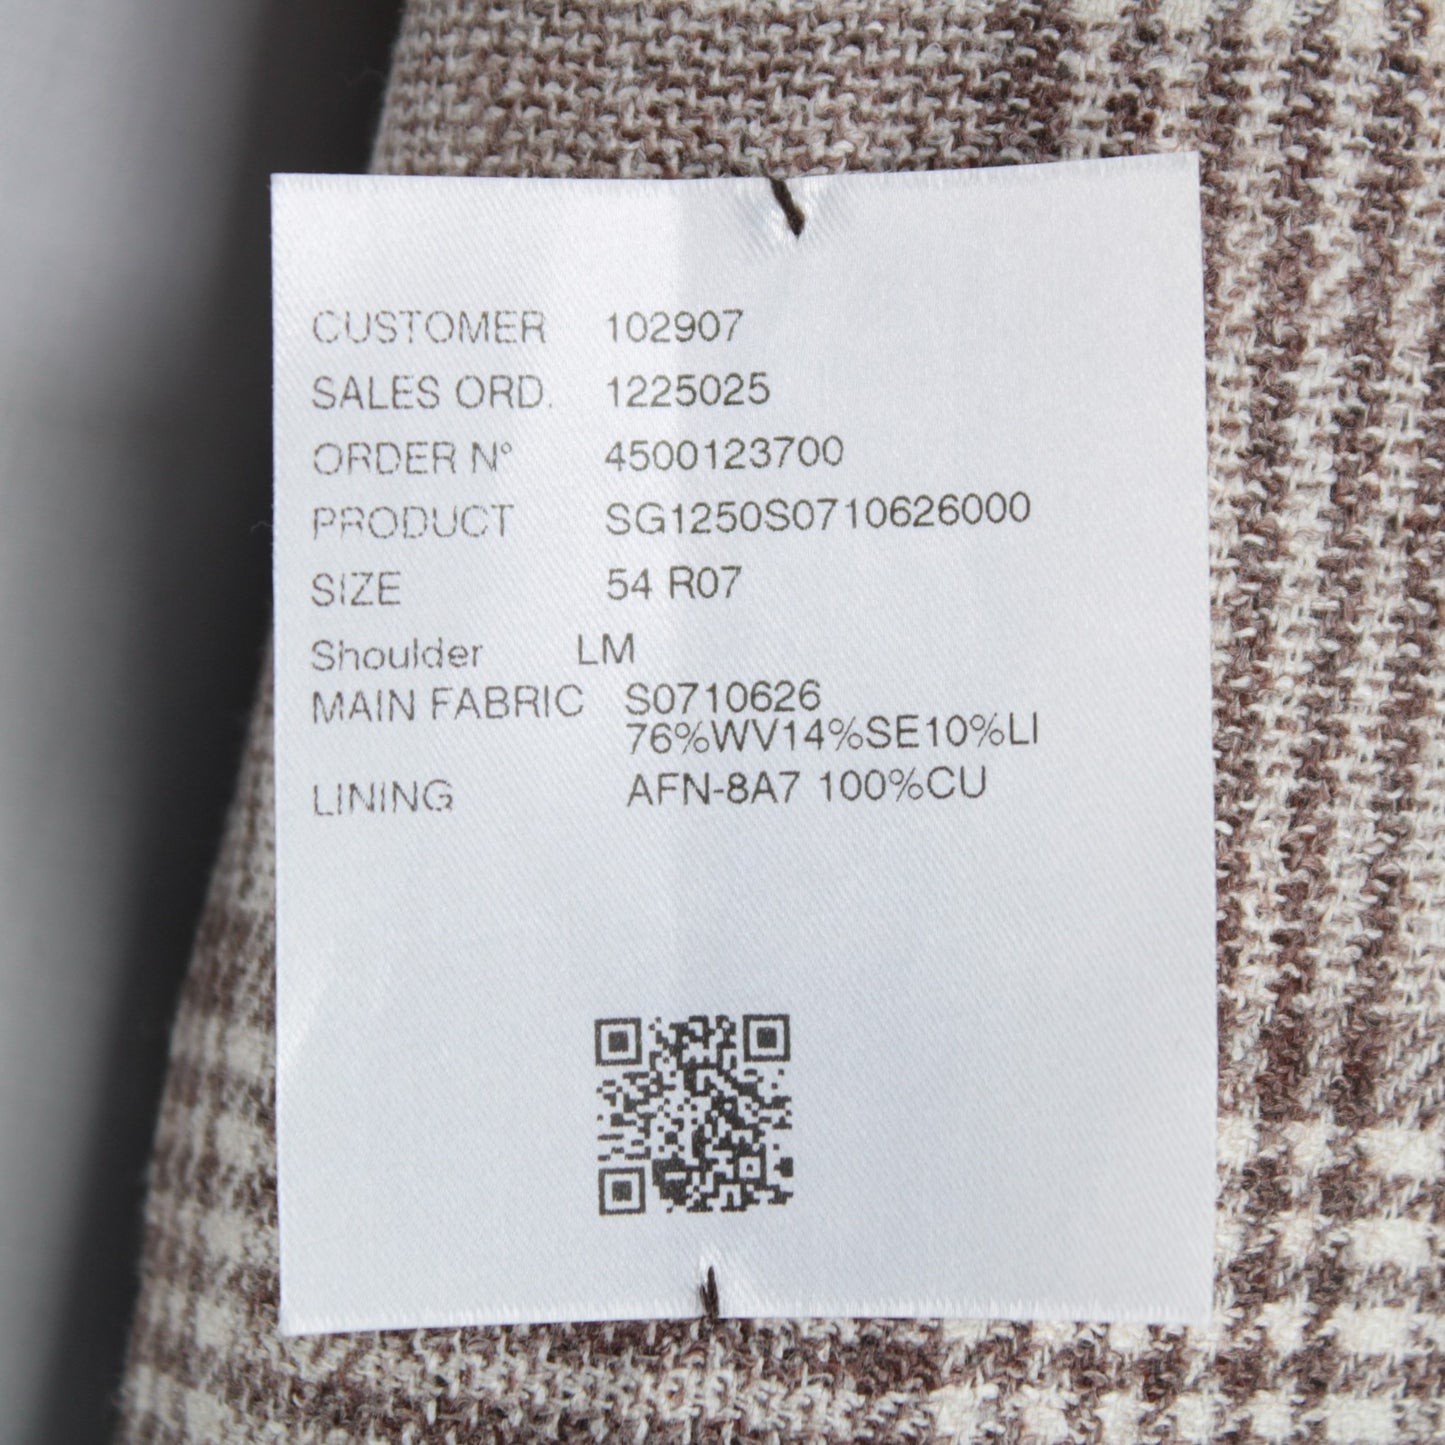 CUSTOMER 102907
SALES ORD. 1225025
ORDER N° 4500123700
PRODUCT SG1250S0710626000
SIZE 54 R07
Shoulder LM
MAIN FABRIC S0710626
76%WV14%SE10%LI
LINING AFN-8A7 100%CU